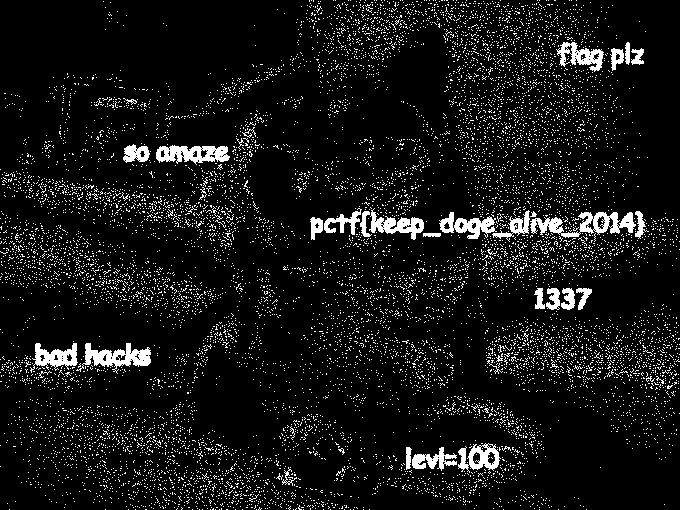 flag plz
so amaze
pctf{keep_doge_alive_2014}
1337
bad hacks
levl=100